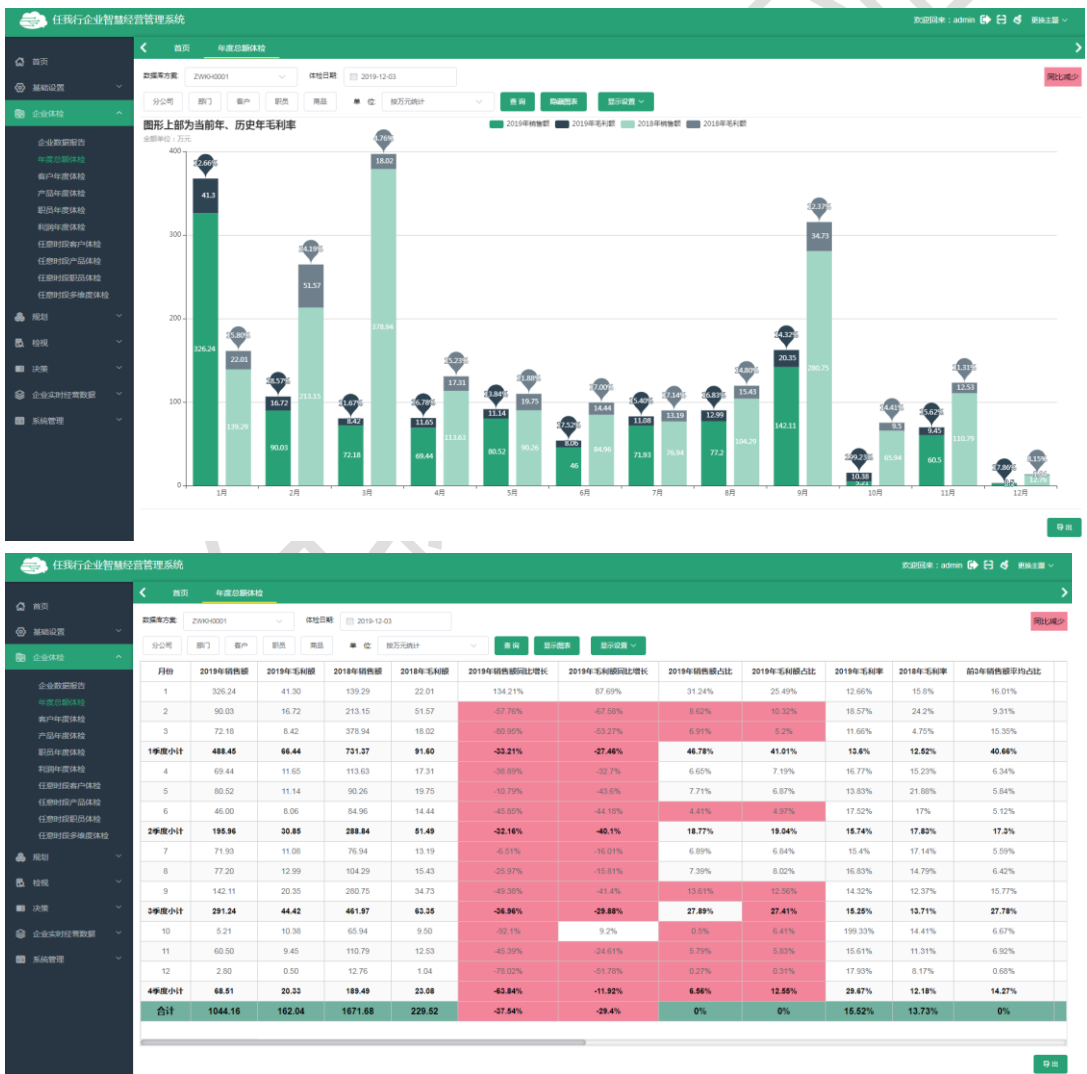 任我行企业智慧经营管理系统
欢迎回来：admin 更换主题
首页 年度总额体检
首页
基础设置
企业体检
企业数据报告
年度总额体检
客户年度体检
产品年度体检
职员年度体检
利润年度体检
任意时段客户体检
任意时段产品体检
任意时段职员体检
任意时段多维度体检
规划
检视
决策
企业实时经营数据
系统管理
数据库方案: ZWKH0001 体检日期: 2019-12-03 同比减少
分公司 部门 客户 职员 商品 单 位: 按万元统计 查 询 隐藏图表 显示设置
图形上部为当前年、历史年毛利率
金额单位：万元
2019年销售额 2019年毛利额 2018年销售额 2018年毛利额
400
300
200
100
0
41.3
326.24
22.01
139.29
16.72
90.03
51.57
213.15
8.42
72.18
18.02
378.94
11.65
69.44
17.31
113.63
11.14
80.52
19.75
90.26
8.06
46
14.44
84.96
11.08
71.93
13.19
76.94
12.99
77.2
15.43
104.29
20.35
142.11
34.73
280.75
10.38
9.5
65.94
9.45
60.5
12.53
110.79
12.76
1月 2月 3月 4月 5月 6月 7月 8月 9月 10月 11月 12月
导 出
任我行企业智慧经营管理系统
欢迎回来：admin 更换主题
首页 年度总额体检
首页
基础设置
企业体检
企业数据报告
年度总额体检
客户年度体检
产品年度体检
职员年度体检
利润年度体检
任意时段客户体检
任意时段产品体检
任意时段职员体检
任意时段多维度体检
规划
检视
决策
企业实时经营数据
系统管理
数据库方案: ZWKH0001 体检日期: 2019-12-03 同比减少
分公司 部门 客户 职员 商品 单 位: 按万元统计 查 询 显示图表 显示设置
月份 2019年销售额 2019年毛利额 2018年销售额 2018年毛利额 2019年销售额同比增长 2019年毛利额同比增长 2019年销售额占比 2019年毛利额占比 2019年毛利率 2018年毛利率 前3年销售额平均占比
1 326.24 41.30 139.29 22.01 134.21% 87.69% 31.24% 25.49% 12.66% 15.8% 16.01%
2 90.03 16.72 213.15 51.57 -57.76% -67.58% 8.62% 10.32% 18.57% 24.2% 9.31%
3 72.18 8.42 378.94 18.02 -80.95% -53.27% 6.91% 5.2% 11.66% 4.75% 15.35%
1季度小计 488.45 66.44 731.37 91.60 -33.21% -27.46% 46.78% 41.01% 13.6% 12.52% 40.66%
4 69.44 11.65 113.63 17.31 -38.89% -32.7% 6.65% 7.19% 16.77% 15.23% 6.34%
5 80.52 11.14 90.26 19.75 -10.79% -43.6% 7.71% 6.87% 13.83% 21.88% 5.84%
6 46.00 8.06 84.96 14.44 -45.85% -44.18% 4.41% 4.97% 17.52% 17% 5.12%
2季度小计 195.96 30.85 288.84 51.49 -32.16% -40.1% 18.77% 19.04% 15.74% 17.83% 17.3%
7 71.93 11.08 76.94 13.19 -6.51% -16.01% 6.89% 6.84% 15.4% 17.14% 5.59%
8 77.20 12.99 104.29 15.43 -25.97% -15.81% 7.39% 8.02% 16.83% 14.79% 6.42%
9 142.11 20.35 280.75 34.73 -49.38% -41.4% 13.61% 12.56% 14.32% 12.37% 15.77%
3季度小计 291.24 44.42 461.97 63.35 -36.96% -29.88% 27.89% 27.41% 15.25% 13.71% 27.78%
10 5.21 10.38 65.94 9.50 -92.1% 9.2% 0.5% 6.41% 199.33% 14.41% 6.67%
11 60.50 9.45 110.79 12.53 -45.39% -24.61% 5.79% 5.83% 15.61% 11.31% 6.92%
12 2.80 0.50 12.76 1.04 -78.02% -51.78% 0.27% 0.31% 17.93% 8.17% 0.68%
4季度小计 68.51 20.33 189.49 23.08 -63.84% -11.92% 6.56% 12.55% 29.67% 12.18% 14.27%
合计 1044.16 162.04 1671.68 229.52 -37.54% -29.4% 0% 0% 15.52% 13.73% 0%
导 出